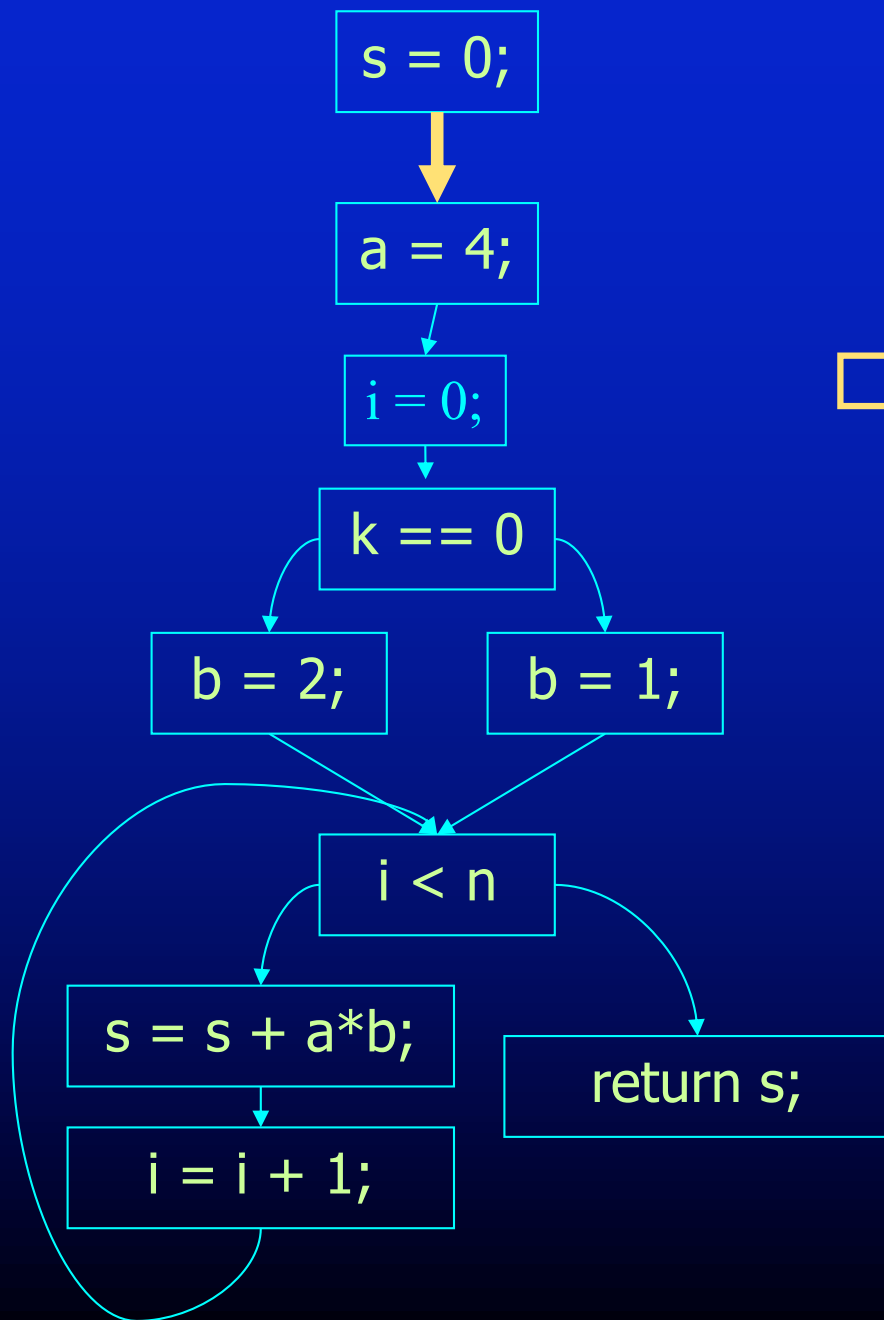 s = 0;
a = 4;
i = 0;
k == 0
b = 2;
b = 1;
i < n
s = s + a*b;
return s;
i = i + 1;